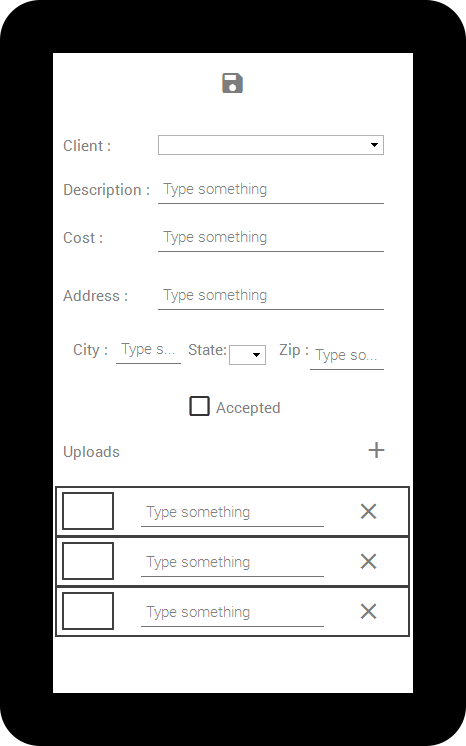 Client :
Description : Type something
Cost : Type something
Address : Type something
City : Type s... State: Zip : Type so...
Accepted
Uploads
Type something
Type something
Type something